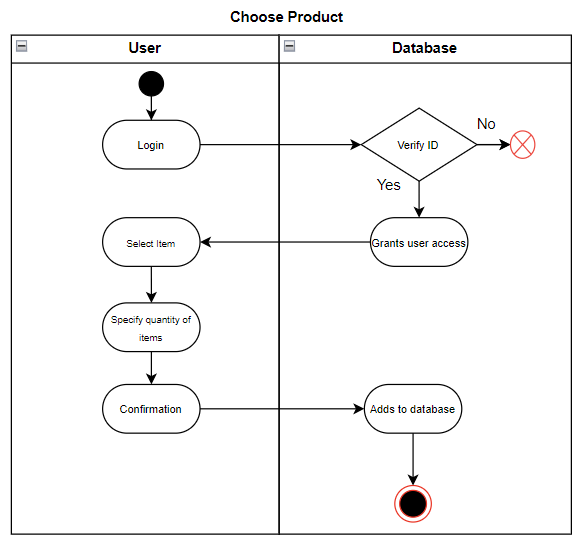 Choose Product
User
Database
Login
Verify ID
No
Yes
Select Item
Grants user access
Specify quantity of
items
Confirmation
Adds to database